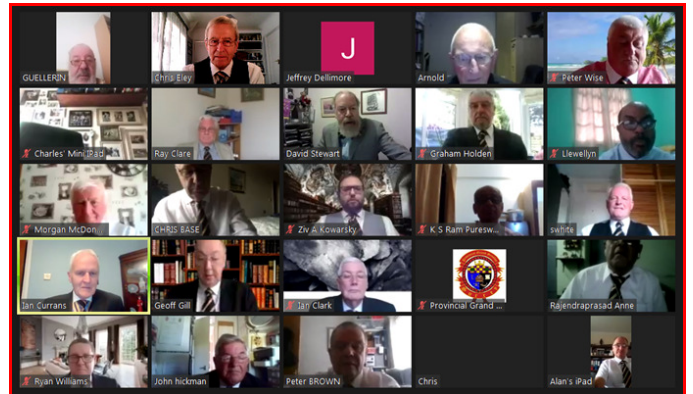 GUELLERIN
Chris Eley
J
Jeffrey Dellimore
Arnold
Peter Wise
Charles' Mini iPad
Ray Clare
David Stewart
Graham Holden
Llewellyn
Morgan McDon...
CHRIS BASE
Ziv A Kowarsky
K S Ram Puresw...
swhite
Ian Currans
Geoff Gill
Ian Clark
Provincial Grand ...
Rajendraprasad Anne
Ryan Williams
John hickman
Peter BROWN
Chris
Alan's iPad